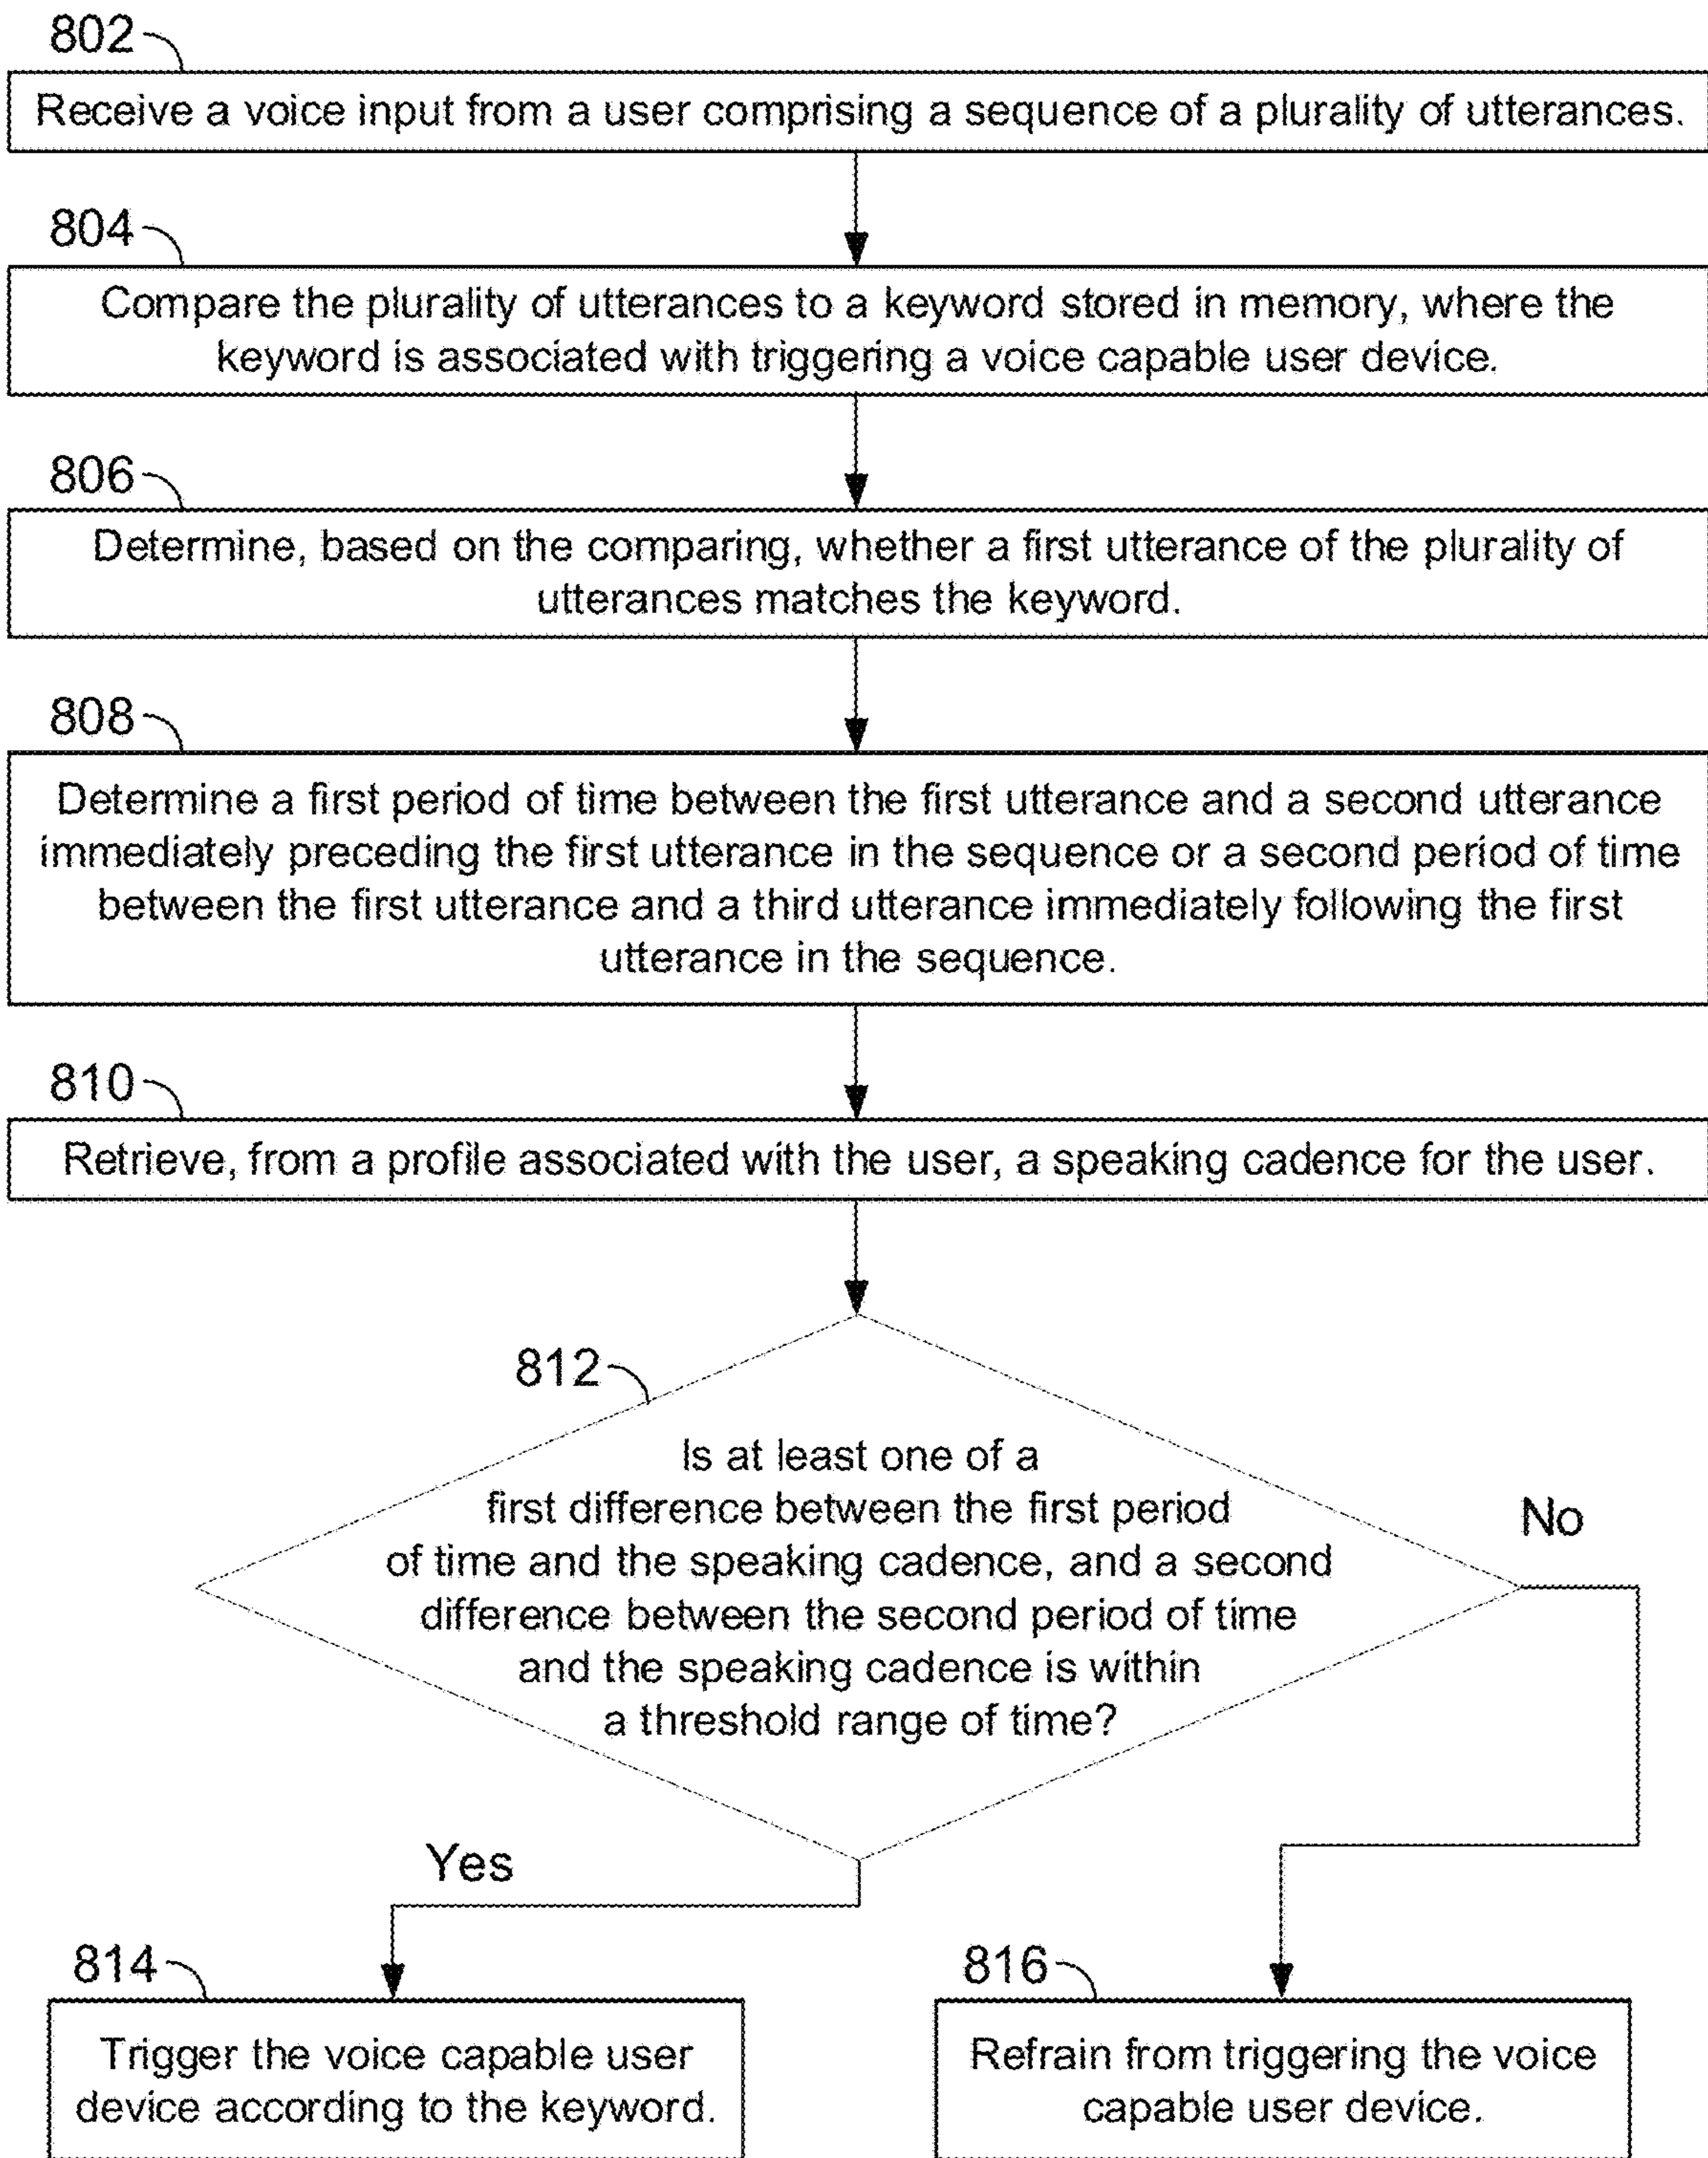 802
Receive a voice input from a user comprising a sequence of a plurality of utterances.
804
Compare the plurality of utterances to a keyword stored in memory, where the
keyword is associated with triggering a voice capable user device.
806
Determine, based on the comparing, whether a first utterance of the plurality of
utterances matches the keyword.
808
Determine a first period of time between the first utterance and a second utterance
immediately preceding the first utterance in the sequence or a second period of time
between the first utterance and a third utterance immediately following the first
utterance in the sequence.
810
Retrieve, from a profile associated with the user, a speaking cadence for the user.
812
Is at least one of a
first difference between the first period
of time and the speaking cadence, and a second
difference between the second period of time
and the speaking cadence is within
a threshold range of time?
No
Yes
814
Trigger the voice capable user
device according to the keyword.
816
Refrain from triggering the voice
capable user device.